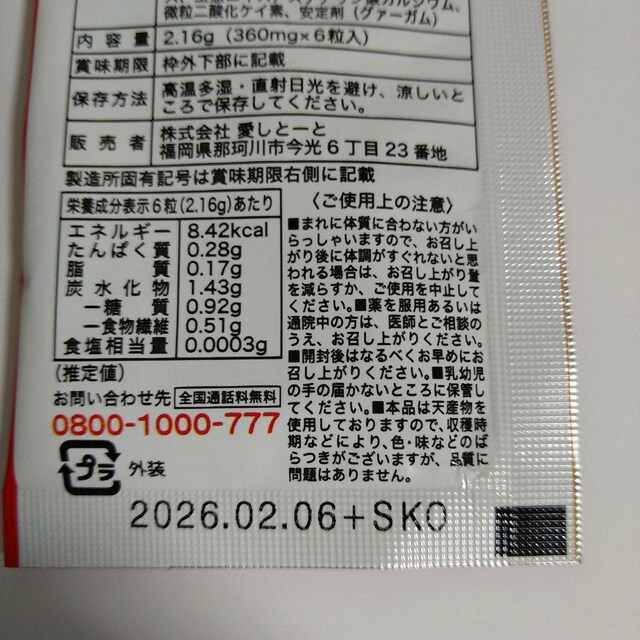 微粒二酸化ケイ素、安定剤（グァーガム）
内容量 2.16g（360mg×6粒入）
賞味期限 枠外下部に記載
保存方法 高温多湿・直射日光を避け、涼しいと
ころで保存してください。
販売者 株式会社 愛しとーと
福岡県那珂川市今光6丁目23番地
製造所固有記号は賞味期限右側に記載
栄養成分表示6粒(2.16g)あたり
エネルギー 8.42kcal
たんぱく質 0.28g
脂質 0.17g
炭水化物 1.43g
－糖質 0.92g
－食物繊維 0.51g
食塩相当量 0.0003g
(推定値)
お問い合わせ先 全国通話料無料
0800-1000-777
プラ 外装
〈ご使用上の注意〉
■まれに体質に合わない方がい
らっしゃいますので、お召し上
がり後に体調がすぐれないと思
われる場合は、お召し上がり量
を減らすか、ご使用を中止して
ください。■薬を服用あるいは
通院中の方は、医師とご相談の
うえ、お召し上がりください。
■開封後はなるべくお早めにお
召し上がりください。■乳幼児
の手の届かないところに保管し
てください。■本品は天産物を
使用しておりますので、収穫時
期などにより、色・味などのば
らつきがございますが、品質に
問題はありません。
2026.02.06+SKO